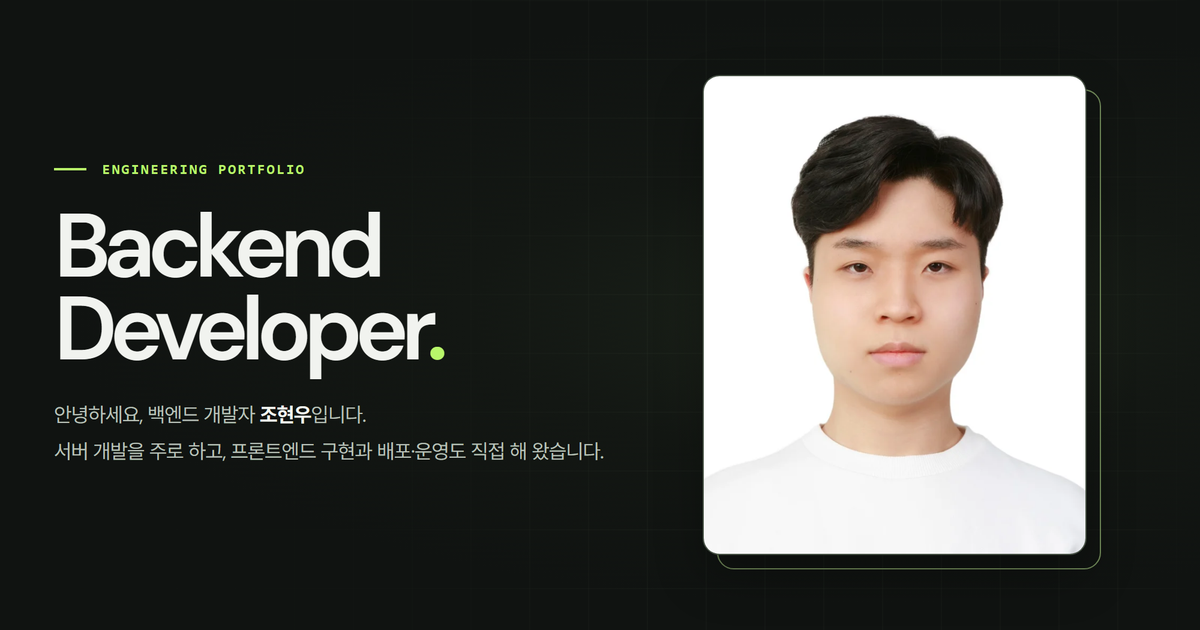 ENGINEERING PORTFOLIO
Backend
Developer.
안녕하세요, 백엔드 개발자 조현우입니다.
서버 개발을 주로 하고, 프론트엔드 구현과 배포·운영도 직접 해 왔습니다.